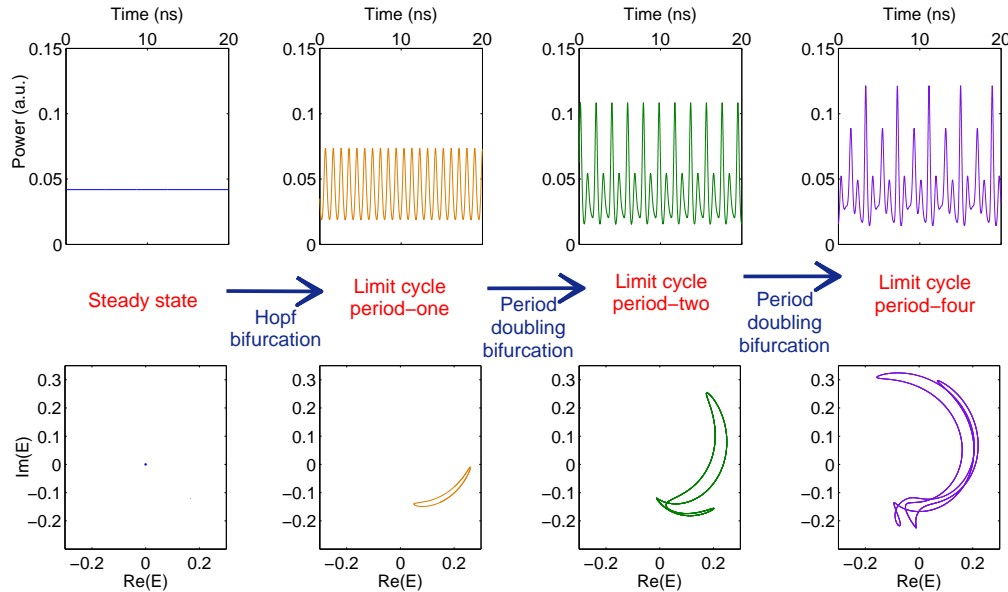 Time (ns) Time (ns) Time (ns) Time (ns)
0 10 20 0 10 20 0 10 20 0 10 20
0.15 0.15 0.15 0.15
Power (a.u.)
0.1 0.1 0.1 0.1
0.05 0.05 0.05 0.05
0 0 0 0
Steady state
Hopf
bifurcation
Limit cycle
period−one
Period
doubling
bifurcation
Limit cycle
period−two
Period
doubling
bifurcation
Limit cycle
period−four
0.3 0.3 0.3 0.3
0.2 0.2 0.2 0.2
0.1 0.1 0.1 0.1
Im(E)
0 0 0 0
−0.1 −0.1 −0.1 −0.1
−0.2 −0.2 −0.2 −0.2
−0.2 0 0.2 −0.2 0 0.2 −0.2 0 0.2 −0.2 0 0.2
Re(E) Re(E) Re(E) Re(E)